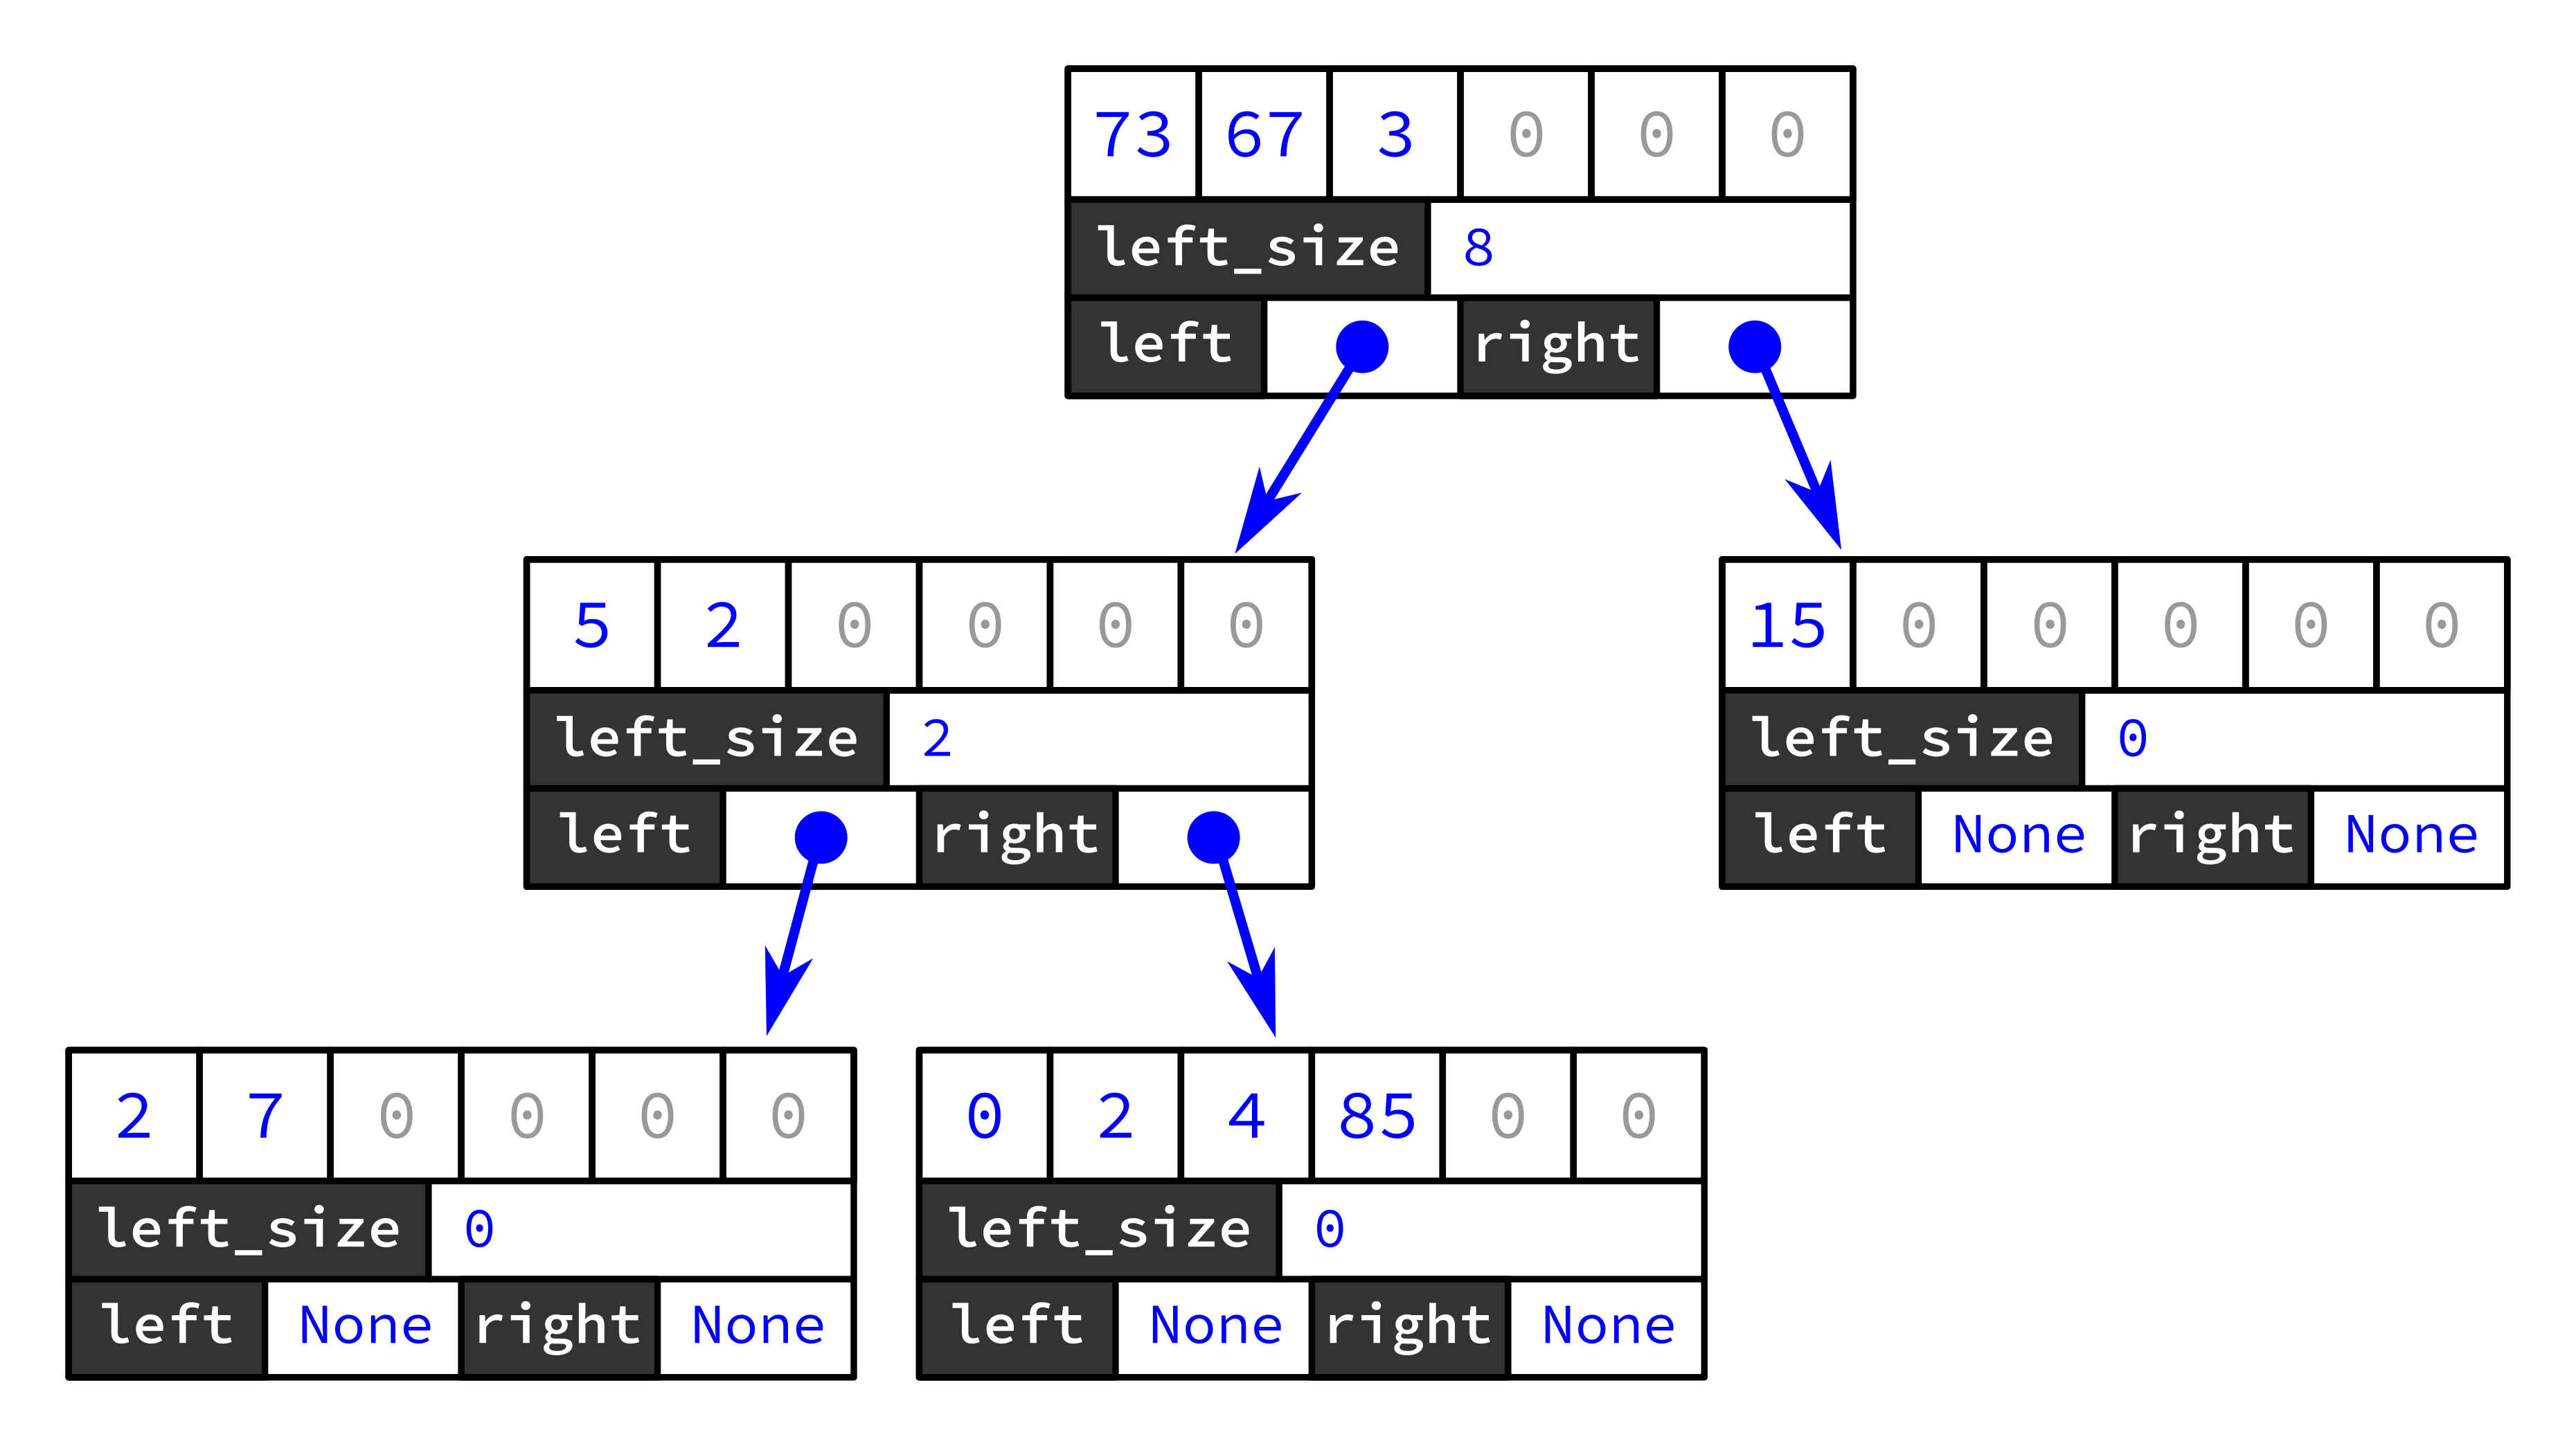 73 67 3 0 0 0
left_size 8
left right
5 2 0 0 0 0
left_size 2
left right
15 0 0 0 0 0
left_size 0
left None right None
2 7 0 0 0 0
left_size 0
left None right None
0 2 4 85 0 0
left_size 0
left None right None